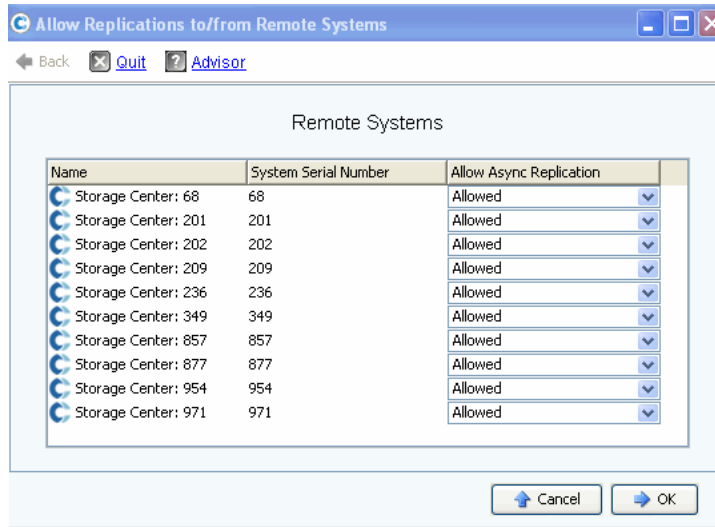 Allow Replications to/from Remote Systems
Back Quit ? Advisor
Remote Systems
Name System Serial Number Allow Async Replication
Storage Center: 68 68 Allowed
Storage Center: 201 201 Allowed
Storage Center: 202 202 Allowed
Storage Center: 209 209 Allowed
Storage Center: 236 236 Allowed
Storage Center: 349 349 Allowed
Storage Center: 857 857 Allowed
Storage Center: 877 877 Allowed
Storage Center: 954 954 Allowed
Storage Center: 971 971 Allowed
Cancel OK